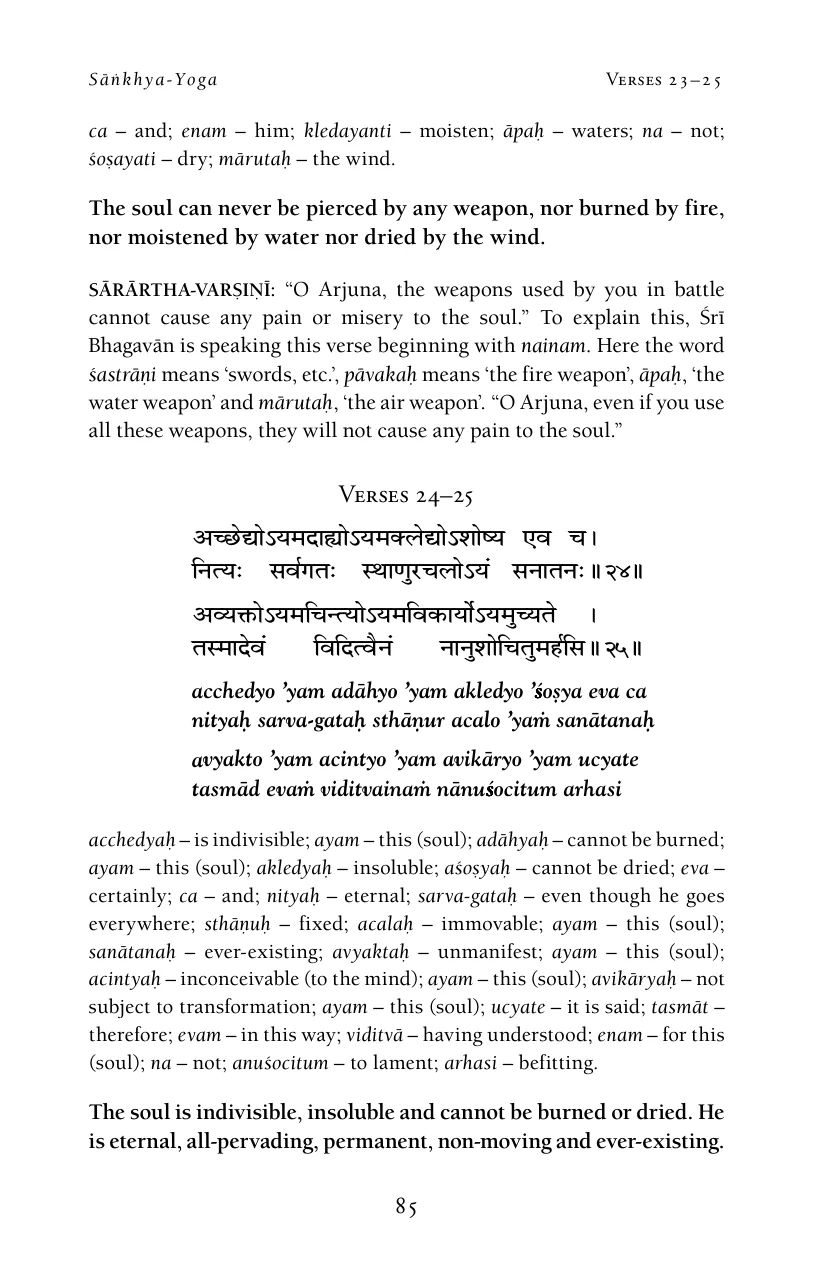 Sāṅkhya-Yoga Verses 23–25
ca – and; enam – him; kledayanti – moisten; āpaḥ – waters; na – not;
śoṣayati – dry; mārutaḥ – the wind.
The soul can never be pierced by any weapon, nor burned by fire,
nor moistened by water nor dried by the wind.
SĀRĀRTHA-VARṢIṆĪ: “O Arjuna, the weapons used by you in battle
cannot cause any pain or misery to the soul.” To explain this, Śrī
Bhagavān is speaking this verse beginning with nainam. Here the word
śastrāṇi means ‘swords, etc.’, pāvakaḥ means ‘the fire weapon’, āpaḥ, ‘the
water weapon’ and mārutaḥ, ‘the air weapon’. “O Arjuna, even if you use
all these weapons, they will not cause any pain to the soul.”
Verses 24–25
अच्छेद्योऽयमदाह्योऽयमक्लेद्योऽशोष्य एव च।
नित्यः सर्वगतः स्थाणुरचलोऽयं सनातनः॥२४॥
अव्यक्तोऽयमचिन्त्योऽयमविकार्योऽयमुच्यते ।
तस्मादेवं विदित्वैनं नानुशोचितुमर्हसि॥२५॥
acchedyo ’yam adāhyo ’yam akledyo ’śoṣya eva ca
nityaḥ sarva-gataḥ sthāṇur acalo ’yaṁ sanātanaḥ
avyakto ’yam acintyo ’yam avikāryo ’yam ucyate
tasmād evaṁ viditvainaṁ nānuśocitum arhasi
acchedyaḥ – is indivisible; ayam – this (soul); adāhyaḥ – cannot be burned;
ayam – this (soul); akledyaḥ – insoluble; aśoṣyaḥ – cannot be dried; eva –
certainly; ca – and; nityaḥ – eternal; sarva-gataḥ – even though he goes
everywhere; sthāṇuḥ – fixed; acalaḥ – immovable; ayam – this (soul);
sanātanaḥ – ever-existing; avyaktaḥ – unmanifest; ayam – this (soul);
acintyaḥ – inconceivable (to the mind); ayam – this (soul); avikāryaḥ – not
subject to transformation; ayam – this (soul); ucyate – it is said; tasmāt –
therefore; evam – in this way; viditvā – having understood; enam – for this
(soul); na – not; anuśocitum – to lament; arhasi – befitting.
The soul is indivisible, insoluble and cannot be burned or dried. He
is eternal, all-pervading, permanent, non-moving and ever-existing.
85